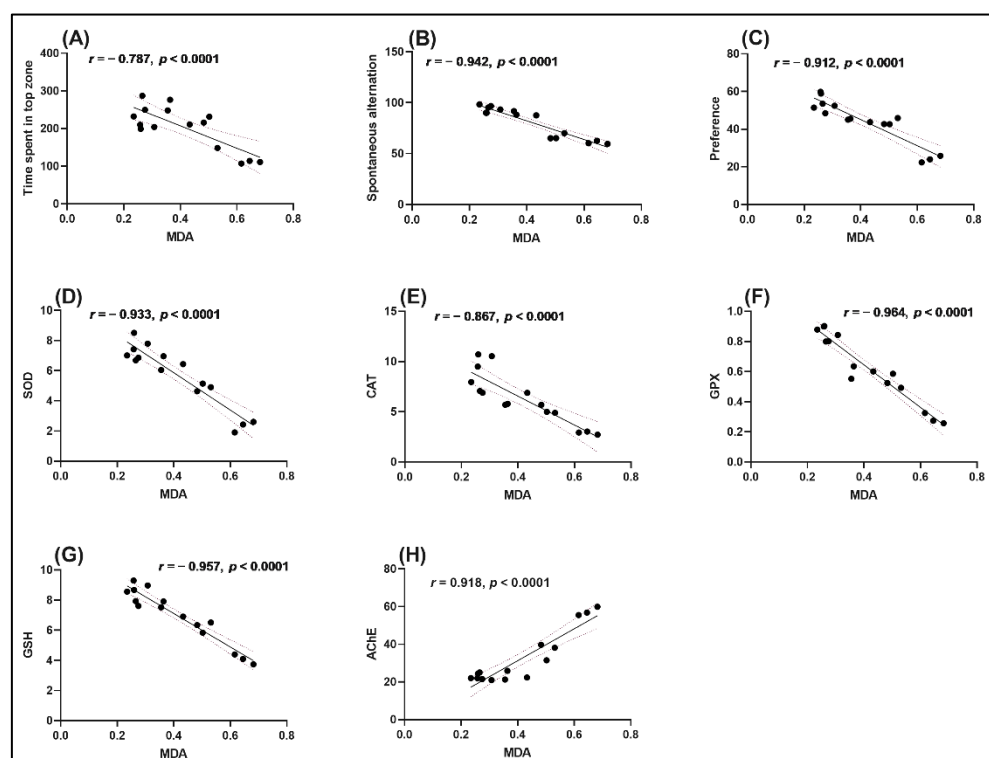 (A)
r = − 0.787, p < 0.0001
Time spent in top zone
400
300
200
100
0
0.0 0.2 0.4 0.6 0.8
MDA
(B)
r = − 0.942, p < 0.0001
Spontaneous alternation
150
100
50
0
0.0 0.2 0.4 0.6 0.8
MDA
(C)
r = − 0.912, p < 0.0001
Preference
80
60
40
20
0
0.0 0.2 0.4 0.6 0.8
MDA
(D)
r = − 0.933, p < 0.0001
SOD
10
8
6
4
2
0
0.0 0.2 0.4 0.6 0.8
MDA
(E)
r = − 0.867, p < 0.0001
CAT
15
10
5
0
0.0 0.2 0.4 0.6 0.8
MDA
(F)
r = − 0.964, p < 0.0001
GPX
1.0
0.8
0.6
0.4
0.2
0.0
0.0 0.2 0.4 0.6 0.8
MDA
(G)
r = − 0.957, p < 0.0001
GSH
10
8
6
4
2
0
0.0 0.2 0.4 0.6 0.8
MDA
(H)
r = 0.918, p < 0.0001
AChE
80
60
40
20
0
0.0 0.2 0.4 0.6 0.8
MDA